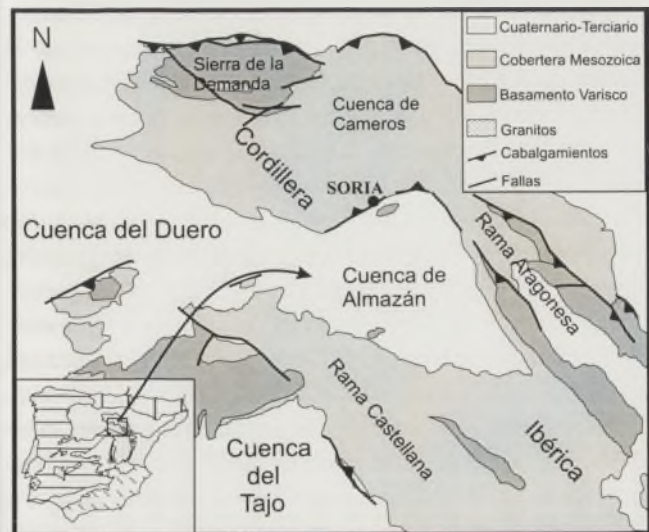 N
Sierra de la
Demanda
Cuenca de
Cameros
Cordillera
SORIA
Cuenca del Duero
Cuenca de
Almazán
Rama Aragonesa
Rama Castellana
Ibérica
Cuenca
del
Tajo
Cuaternario-Terciario
Cobertera Mesozoica
Basamento Varisco
Granitos
Cabalgamientos
Fallas